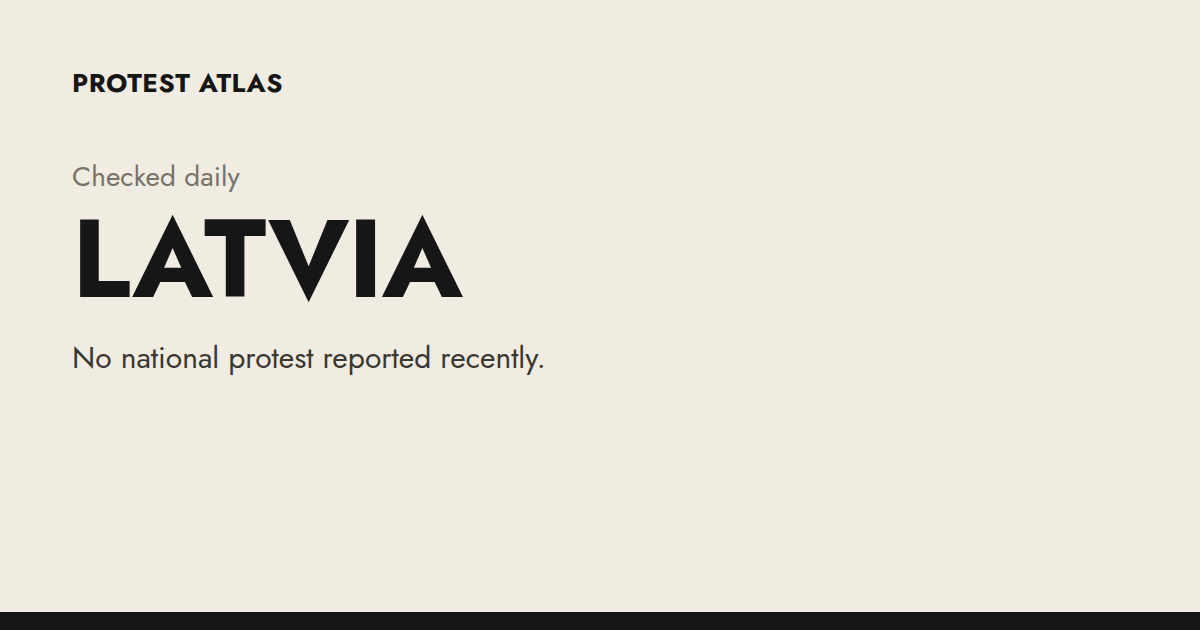 PROTEST ATLAS
Checked daily
LATVIA
No national protest reported recently.